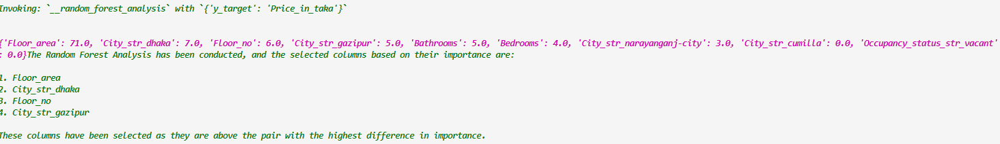 Invoking: `__random_forest_analysis` with `{'y_target': 'Price_in_taka'}`
{'Floor_area': 71.0, 'City_str_dhaka': 7.0, 'Floor_no': 6.0, 'City_str_gazipur': 5.0, 'Bathrooms': 5.0, 'Bedrooms': 4.0, 'City_str_narayanganj-city': 3.0, 'City_str_cumilla': 0.0, 'Occupancy_status_str_vacant'
: 0.0}The Random Forest Analysis has been conducted, and the selected columns based on their importance are:
1. Floor_area
2. City_str_dhaka
3. Floor_no
4. City_str_gazipur
These columns have been selected as they are above the pair with the highest difference in importance.